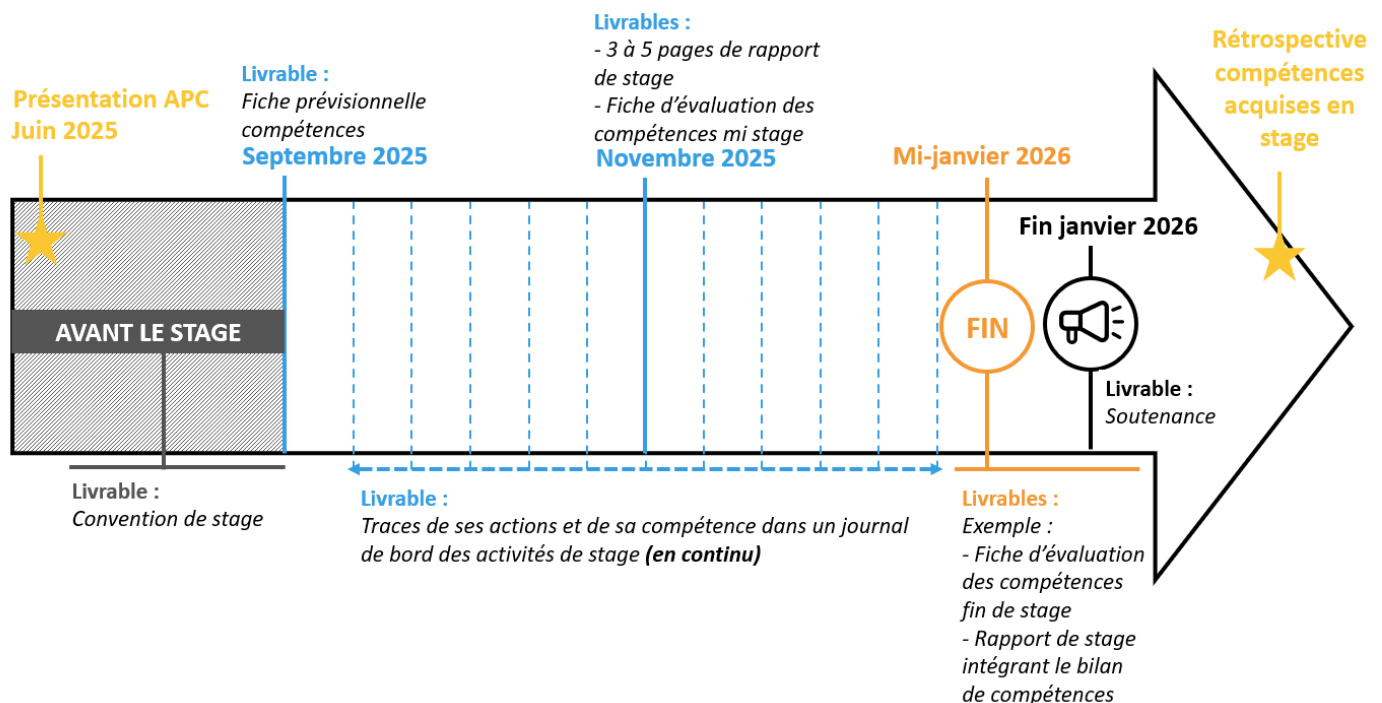 Présentation APC
Juin 2025
Livrable :
Fiche prévisionnelle
compétences
Septembre 2025
Livrables :
- 3 à 5 pages de rapport
de stage
- Fiche d’évaluation des
compétences mi stage
Novembre 2025
Mi-janvier 2026
Rétrospective
compétences
acquises en
stage
Fin janvier 2026
AVANT LE STAGE
FIN
Livrable :
Soutenance
Livrable :
Convention de stage
Livrable :
Traces de ses actions et de sa compétence dans un journal
de bord des activités de stage (en continu)
Livrables :
Exemple :
- Fiche d’évaluation
des compétences
fin de stage
- Rapport de stage
intégrant le bilan
de compétences